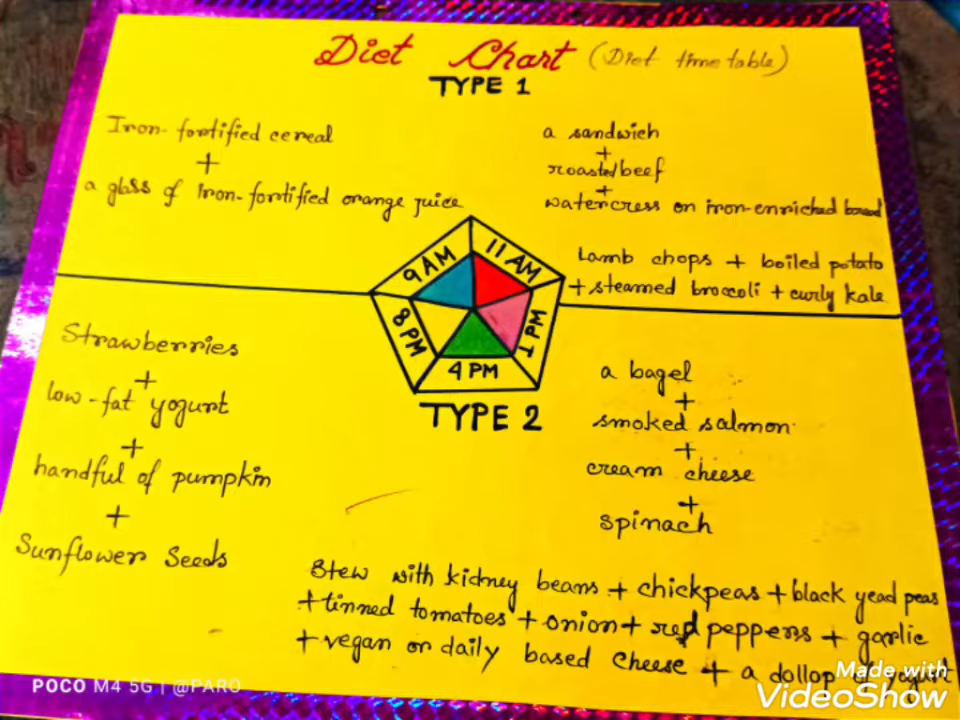 Diet Chart (Diet time table)
TYPE 1
Iron-fortified cereal
+
a glass of Iron-fortified orange juice
a sandwich
+
roasted beef
+
watercress on iron-enriched bread
Lamb chops + boiled potato
+ steamed broccoli + curly kale
9 AM
11 AM
1 PM
4 PM
8 PM
TYPE 2
Strawberries
+
low-fat yogurt
+
handful of pumpkin
+
Sunflower Seeds
a bagel
+
smoked salmon
+
cream cheese
+
spinach
Stew with kidney beans + chickpeas + black yead peas
+ tinned tomatoes + onion + red peppers + garlic
+ vegan or daily based cheese + a dollop of yogurt
POCO M4 5G | @PARO
Made with
VideoShow